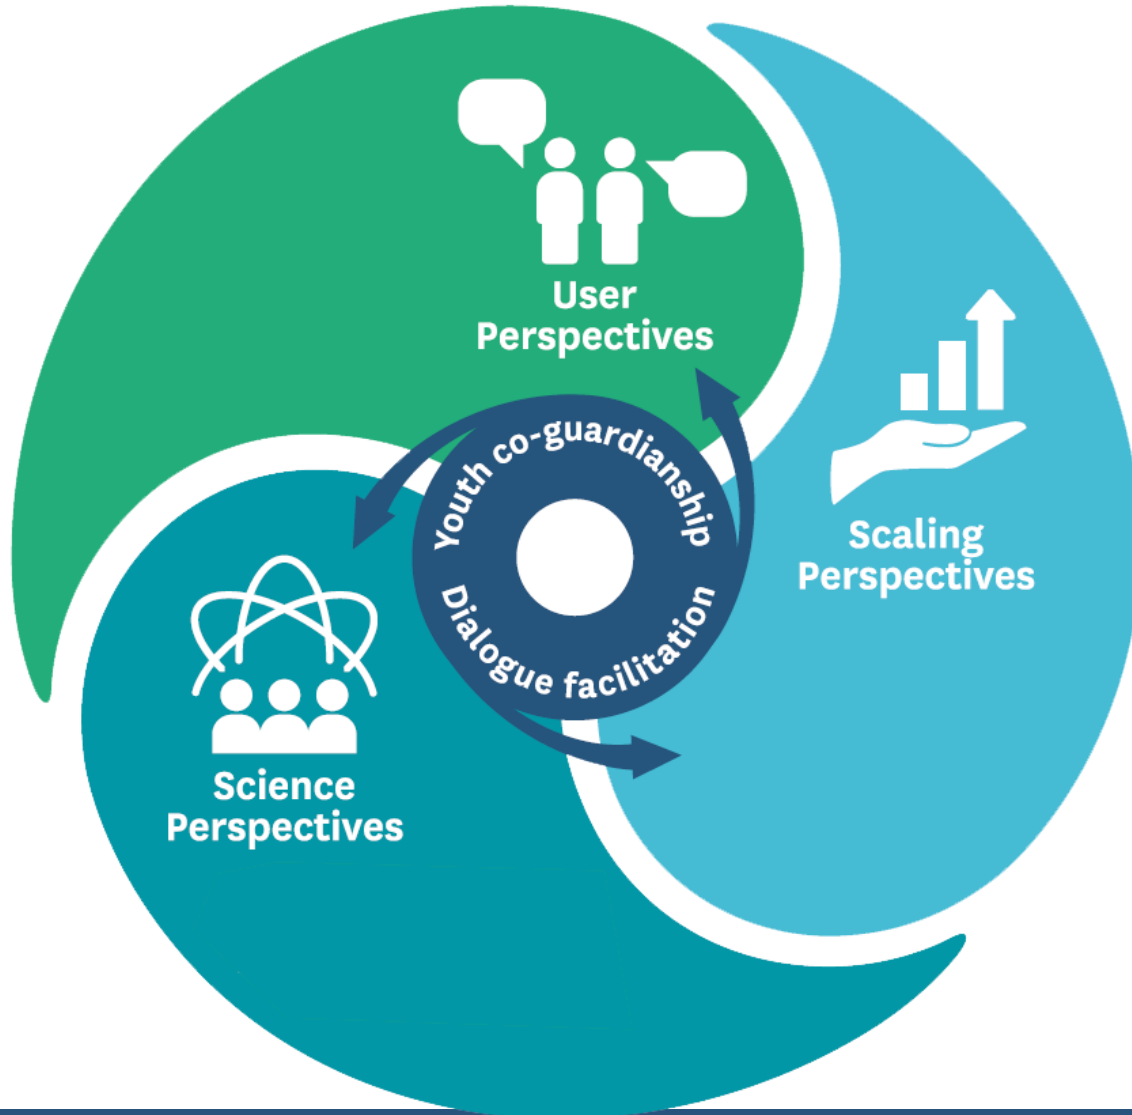 User
Perspectives
Scaling
Perspectives
Youth co-guardianship
Dialogue facilitation
Science
Perspectives